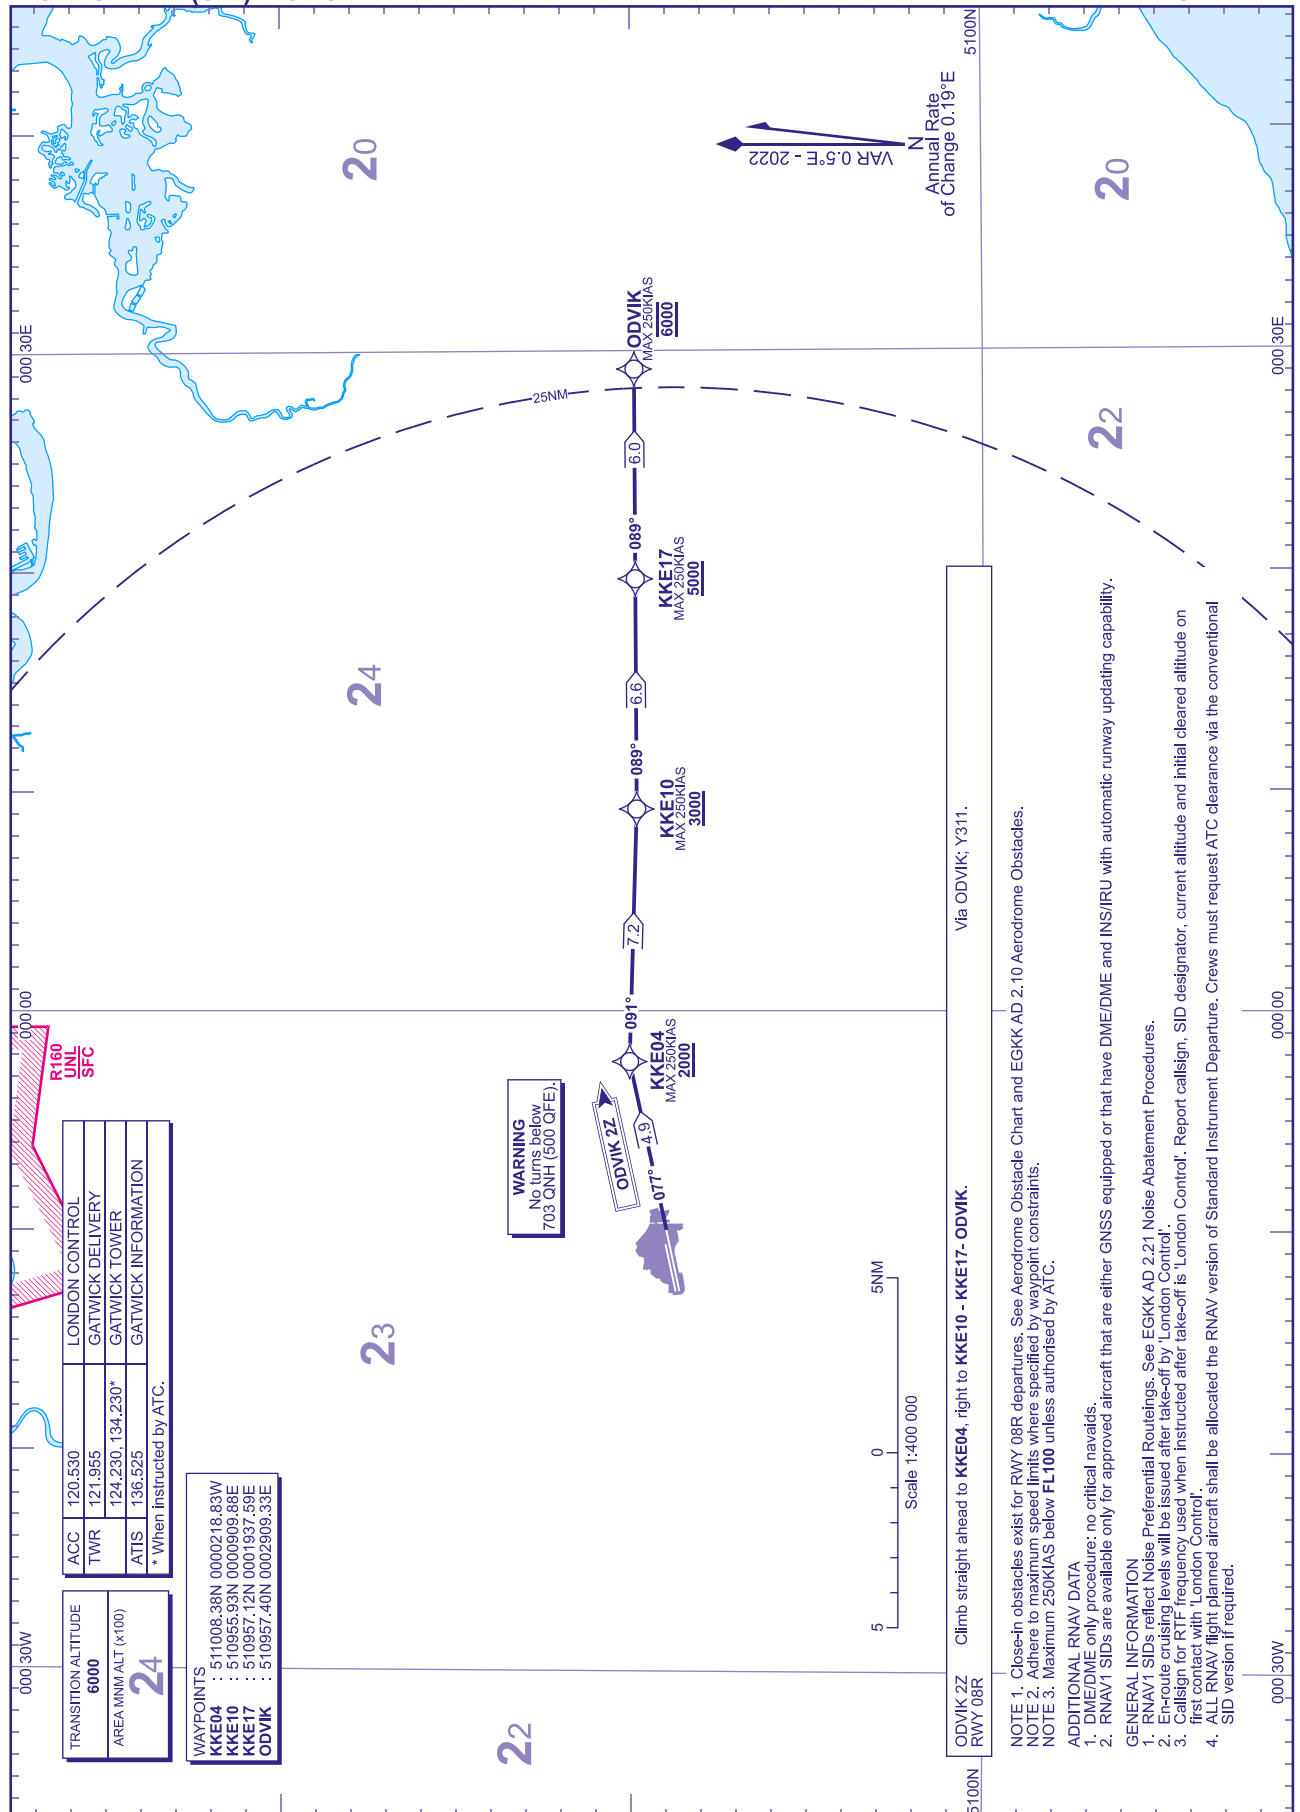 000 30W
000 00
000 30E
TRANSITION ALTITUDE
6000
AREA MNM ALT (x100)
24
ACC 120.530 LONDON CONTROL
TWR 121.955 GATWICK DELIVERY
124.230, 134.230* GATWICK TOWER
ATIS 136.525 GATWICK INFORMATION
* When instructed by ATC.
WAYPOINTS
KKE04 : 511008.38N 0000218.83W
KKE10 : 510955.93N 0000909.88E
KKE17 : 510957.12N 0001937.59E
ODVIK : 510957.40N 0002909.33E
R160
UNL
SFC
20
24
23
22
25NM
WARNING
No turns below
703 QNH (500 QFE).
ODVIK 2Z
077°
4.9
KKE04
MAX 250KIAS
2000
091°
7.2
KKE10
MAX 250KIAS
3000
089°
6.6
KKE17
MAX 250KIAS
5000
089°
6.0
ODVIK
MAX 250KIAS
6000
VAR 0.5°E - 2022
N
Annual Rate
of Change 0.19°E
5 0 5NM
Scale 1:400 000
22
20
5100N
5100N
ODVIK 2Z Climb straight ahead to KKE04, right to KKE10 - KKE17- ODVIK. Via ODVIK; Y311.
RWY 08R
NOTE 1. Close-in obstacles exist for RWY 08R departures. See Aerodrome Obstacle Chart and EGKK AD 2.10 Aerodrome Obstacles.
NOTE 2. Adhere to maximum speed limits where specified by waypoint constraints.
NOTE 3. Maximum 250KIAS below FL100 unless authorised by ATC.
ADDITIONAL RNAV DATA
1. DME/DME only procedure: no critical navaids.
2. RNAV1 SIDs are available only for approved aircraft that are either GNSS equipped or that have DME/DME and INS/IRU with automatic runway updating capability.
GENERAL INFORMATION
1. RNAV1 SIDs reflect Noise Preferential Routeings. See EGKK AD 2.21 Noise Abatement Procedures.
2. En-route cruising levels will be issued after take-off by 'London Control'.
3. Callsign for RTF frequency used when instructed after take-off is 'London Control'. Report callsign, SID designator, current altitude and initial cleared altitude on
first contact with 'London Control'.
4. ALL RNAV flight planned aircraft shall be allocated the RNAV version of Standard Instrument Departure. Crews must request ATC clearance via the conventional
SID version if required.
000 30W
000 00
000 30E